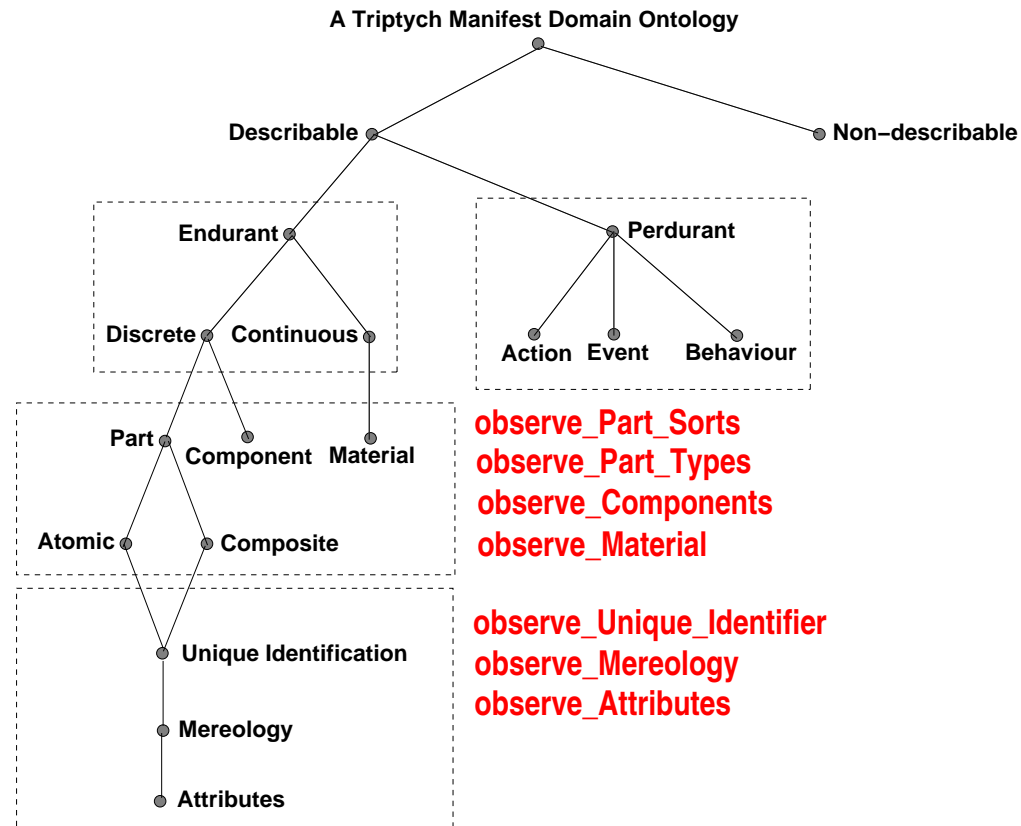 A Triptych Manifest Domain Ontology
Describable
Non−describable
Endurant
Perdurant
Discrete
Continuous
Action
Event
Behaviour
Part
Component
Material
observe_Part_Sorts
observe_Part_Types
observe_Components
observe_Material
Atomic
Composite
observe_Unique_Identifier
observe_Mereology
observe_Attributes
Unique Identification
Mereology
Attributes